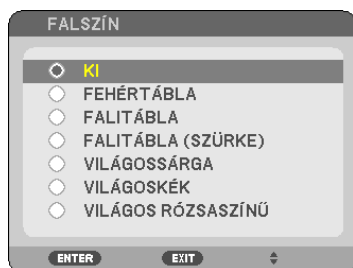 FALSZÍN
KI
FEHÉRTÁBLA
FALITÁBLA
FALITÁBLA (SZÜRKE)
VILÁGOSSÁRGA
VILÁGOSKÉK
VILÁGOS RÓZSASZÍNŰ
ENTER EXIT